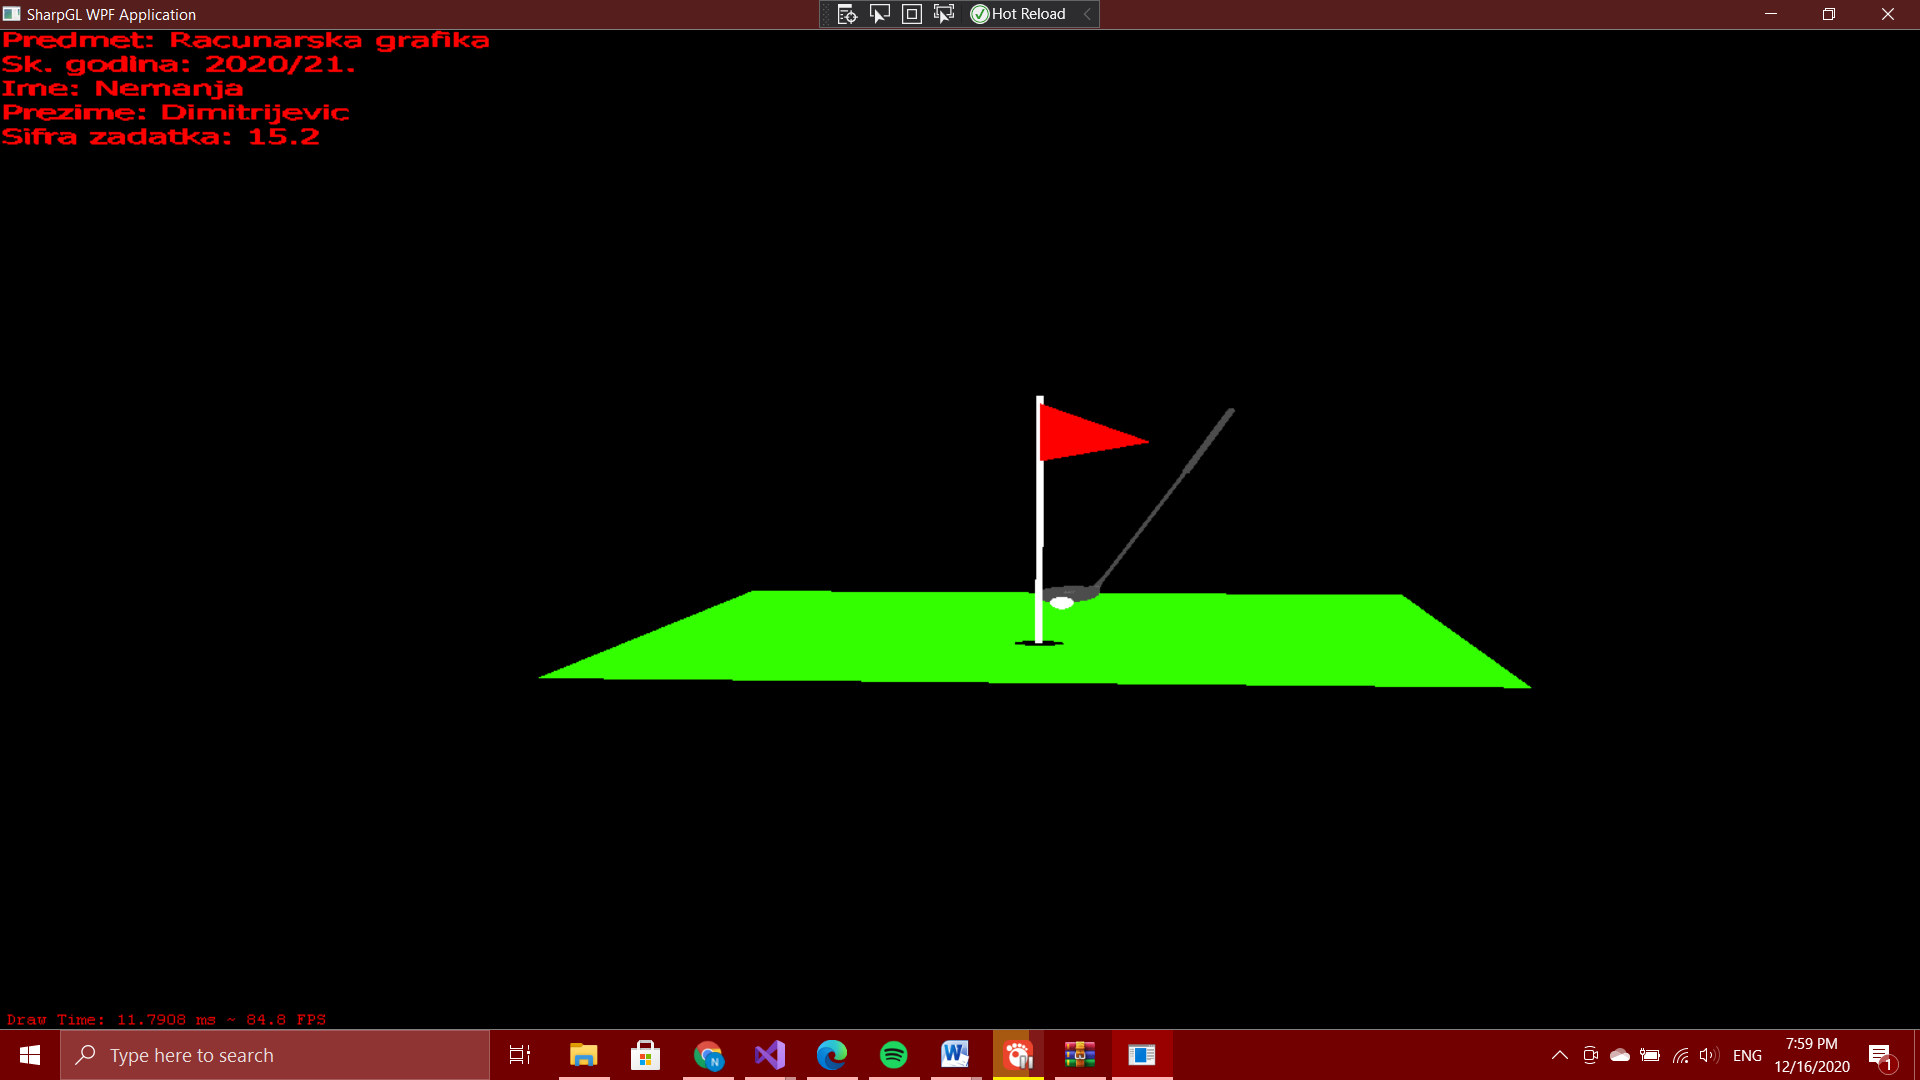 SharpGL WPF Application
Hot Reload
Predmet: Racunarska grafika
Sk. godina: 2020/21.
Ime: Nemanja
Prezime: Dimitrijevic
Sifra zadatka: 15.2
Draw Time: 11.7908 ms ~ 84.8 FPS
Type here to search
N
W
ENG
7:59 PM
12/16/2020
1